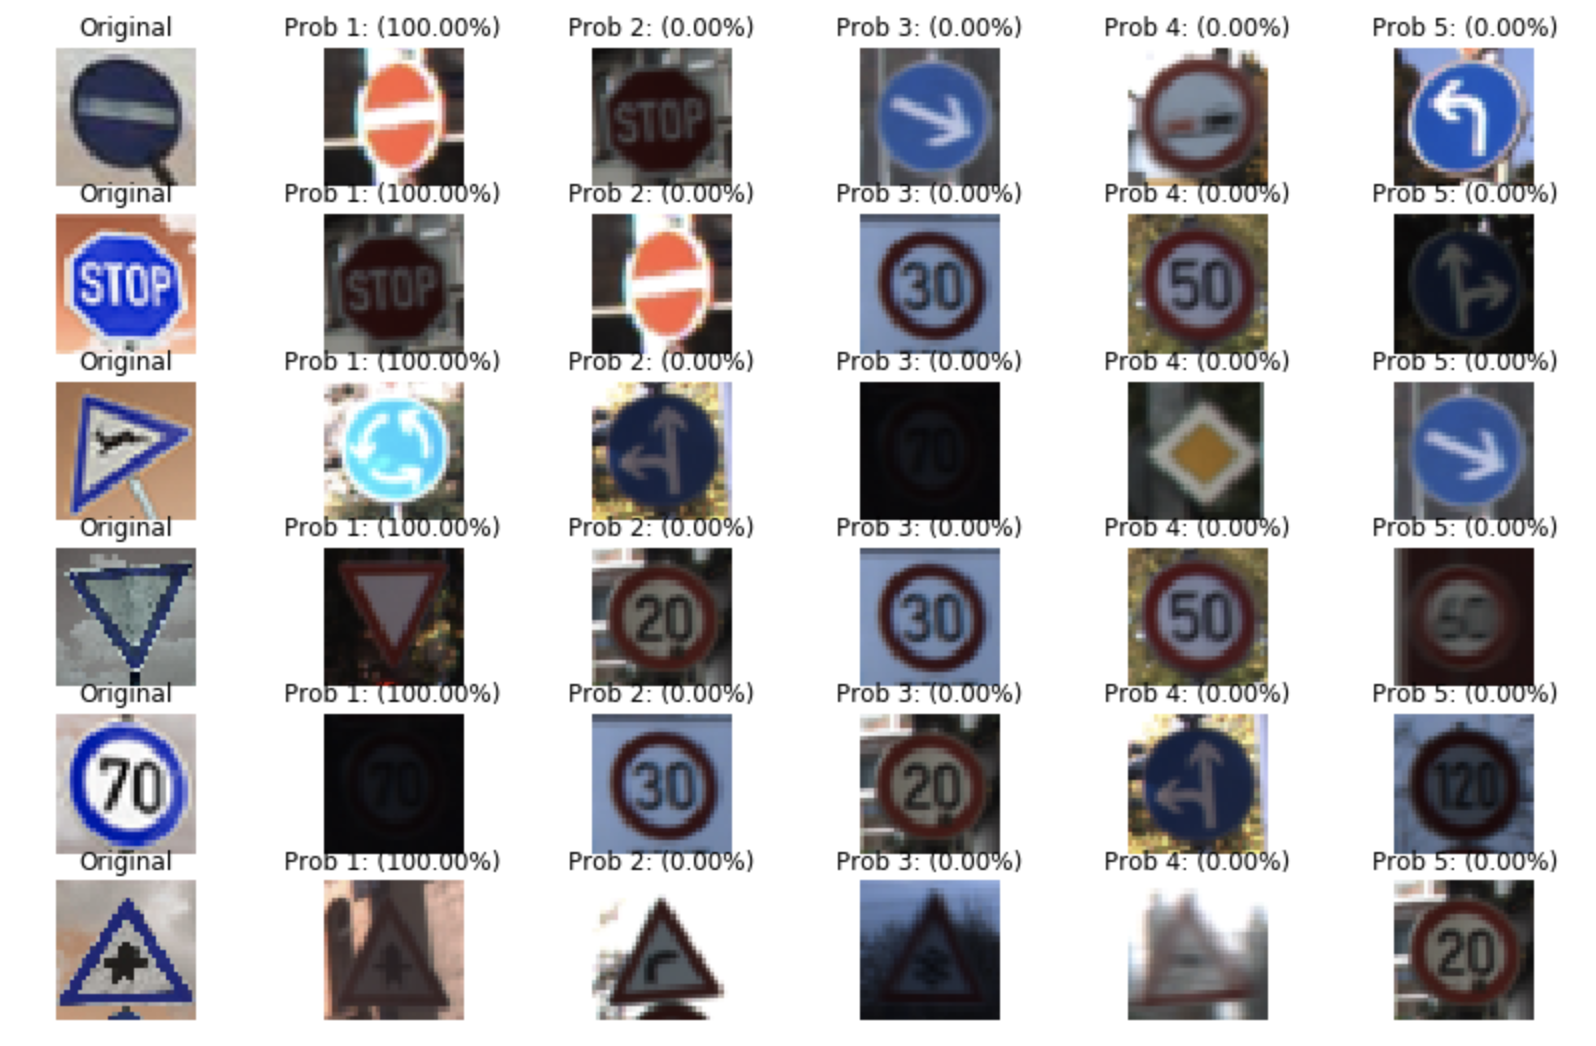 Original Prob 1: (100.00%) Prob 2: (0.00%) Prob 3: (0.00%) Prob 4: (0.00%) Prob 5: (0.00%)
STOP
Original Prob 1: (100.00%) Prob 2: (0.00%) Prob 3: (0.00%) Prob 4: (0.00%) Prob 5: (0.00%)
STOP STOP 30 50
Original Prob 1: (100.00%) Prob 2: (0.00%) Prob 3: (0.00%) Prob 4: (0.00%) Prob 5: (0.00%)
70
Original Prob 1: (100.00%) Prob 2: (0.00%) Prob 3: (0.00%) Prob 4: (0.00%) Prob 5: (0.00%)
20 30 50 60
Original Prob 1: (100.00%) Prob 2: (0.00%) Prob 3: (0.00%) Prob 4: (0.00%) Prob 5: (0.00%)
70 70 30 20 120
Original Prob 1: (100.00%) Prob 2: (0.00%) Prob 3: (0.00%) Prob 4: (0.00%) Prob 5: (0.00%)
20